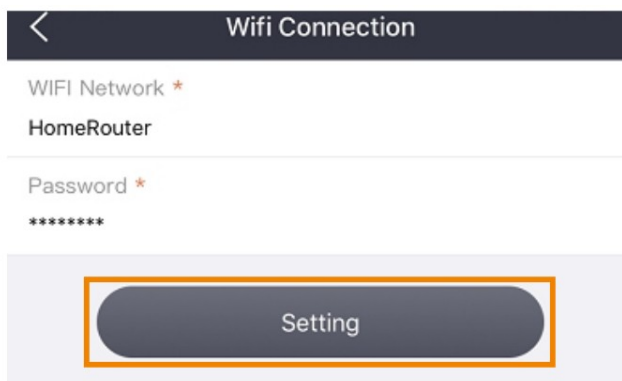 Wifi Connection
WIFI Network *
HomeRouter
Password *
********
Setting